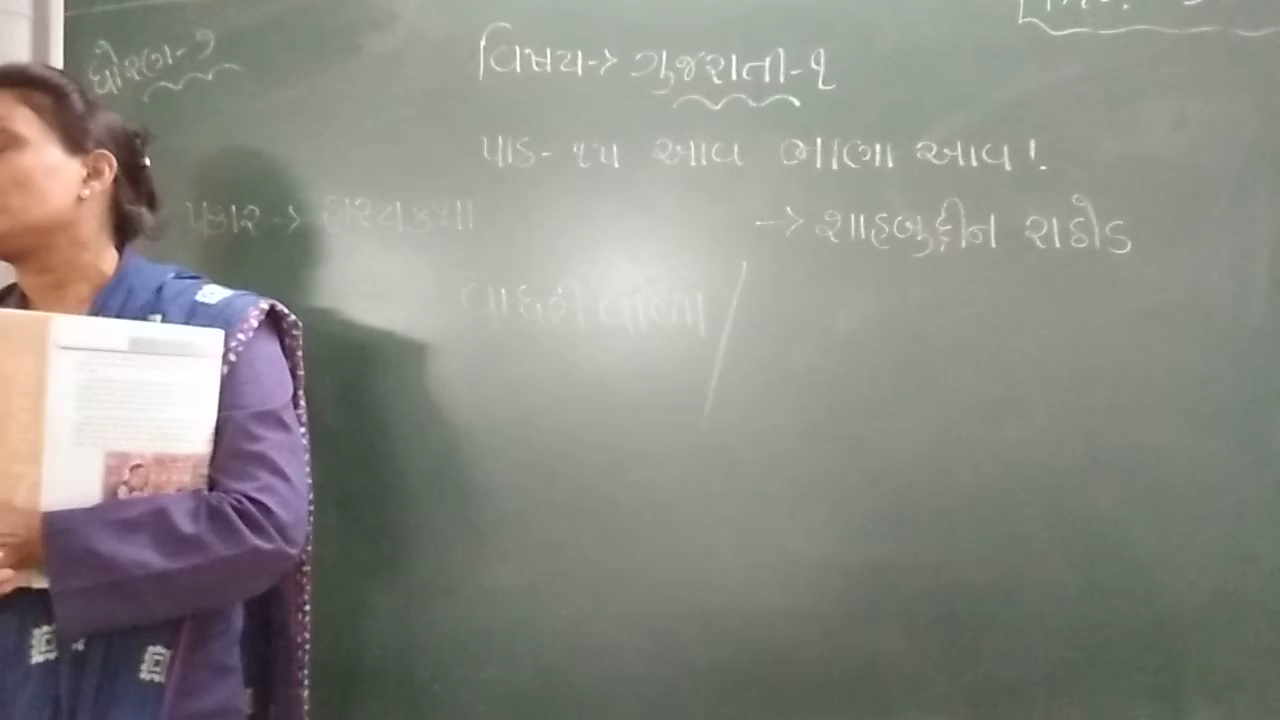 ધોરણ-૭
વિષય-> ગુજરાતી-૧
પાઠ- ૧૫ આવ ભાણા આવ!.
પ્રકાર -> હાસ્યકથા
-> શાહબુદ્દીન રાઠોડ